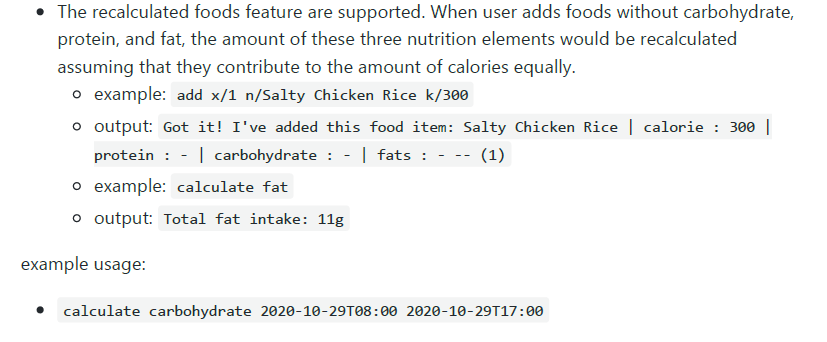 The recalculated foods feature are supported. When user adds foods without carbohydrate,
protein, and fat, the amount of these three nutrition elements would be recalculated
assuming that they contribute to the amount of calories equally.
example: add x/1 n/Salty Chicken Rice k/300
output: Got it! I've added this food item: Salty Chicken Rice | calorie : 300 |
protein : - | carbohydrate : - | fats : - -- (1)
example: calculate fat
output: Total fat intake: 11g
example usage:
calculate carbohydrate 2020-10-29T08:00 2020-10-29T17:00